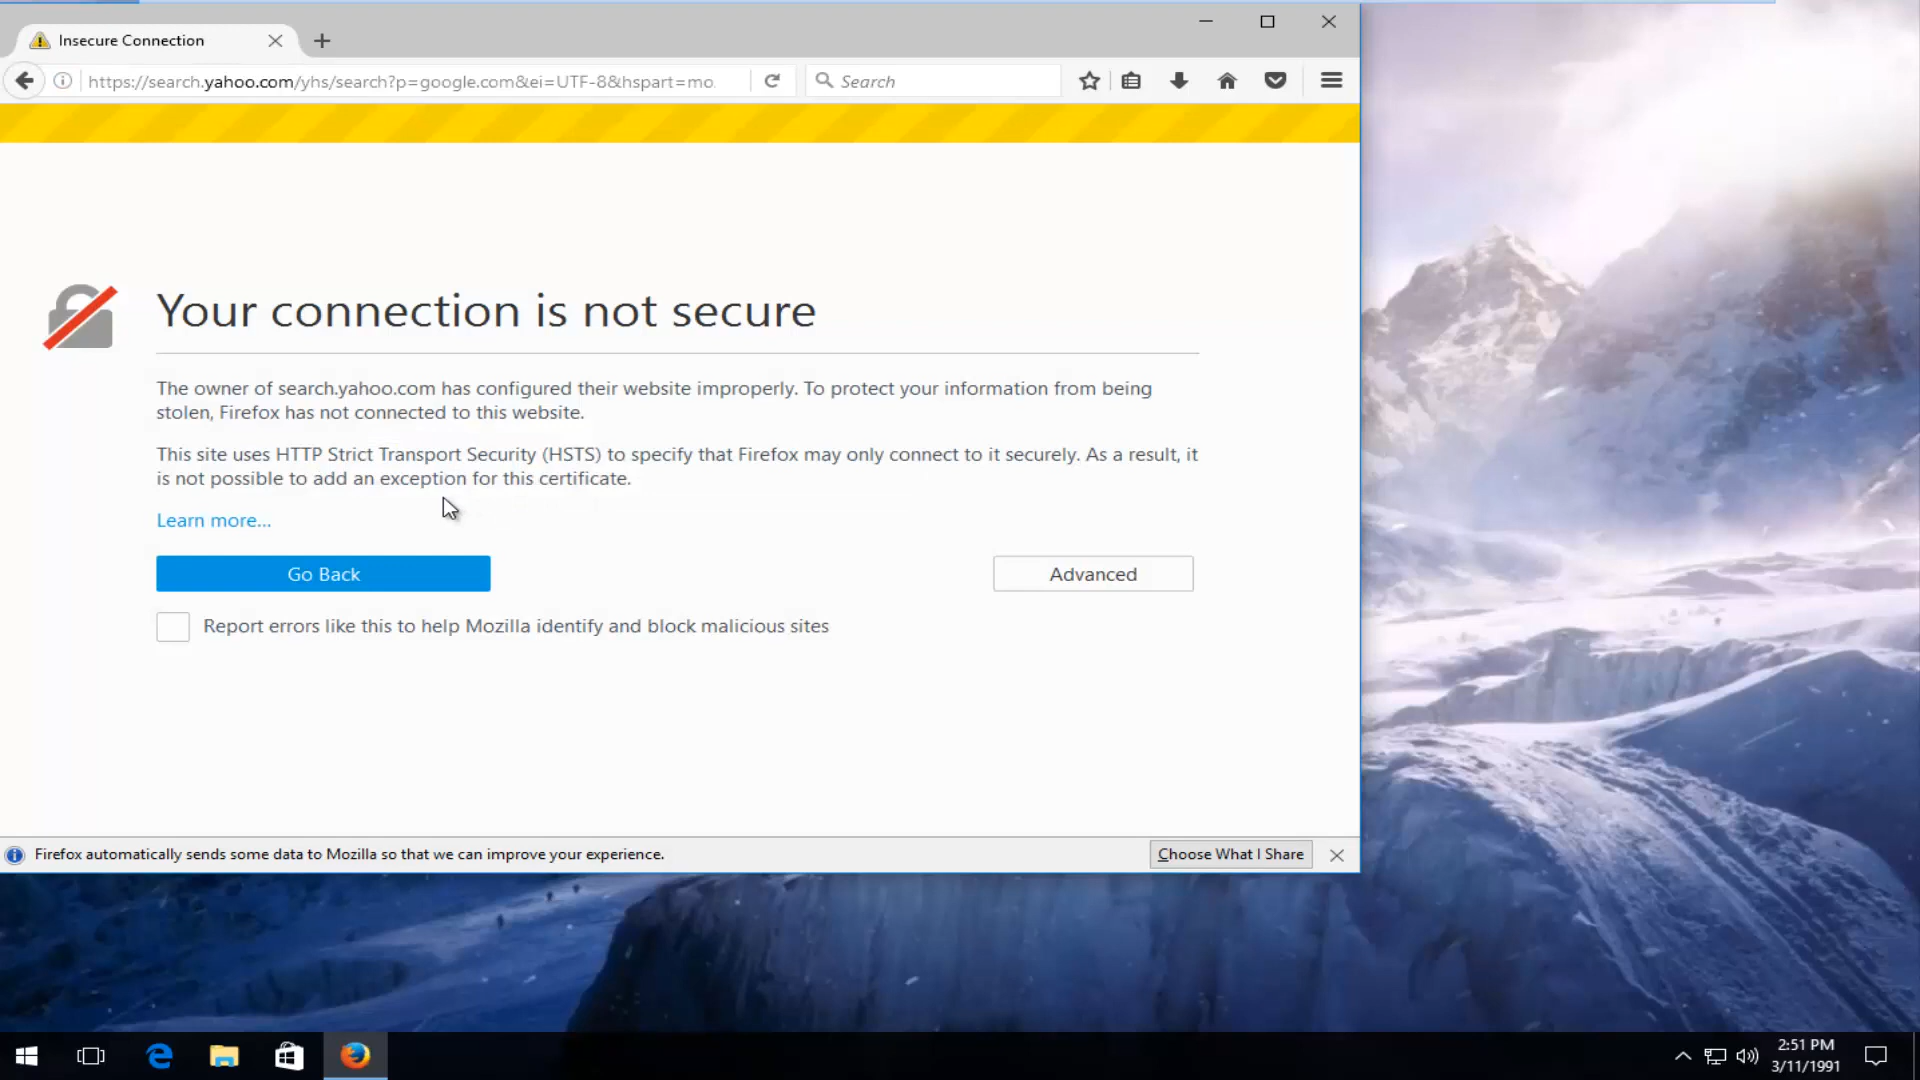 Insecure Connection
https://search.yahoo.com/yhs/search?p=google.com&ei=UTF-8&hspart=mo
Search
Your connection is not secure
The owner of search.yahoo.com has configured their website improperly. To protect your information from being
stolen, Firefox has not connected to this website.
This site uses HTTP Strict Transport Security (HSTS) to specify that Firefox may only connect to it securely. As a result, it
is not possible to add an exception for this certificate.
Learn more...
Go Back
Advanced
Report errors like this to help Mozilla identify and block malicious sites
Firefox automatically sends some data to Mozilla so that we can improve your experience.
Choose What I Share
2:51 PM
3/11/1991